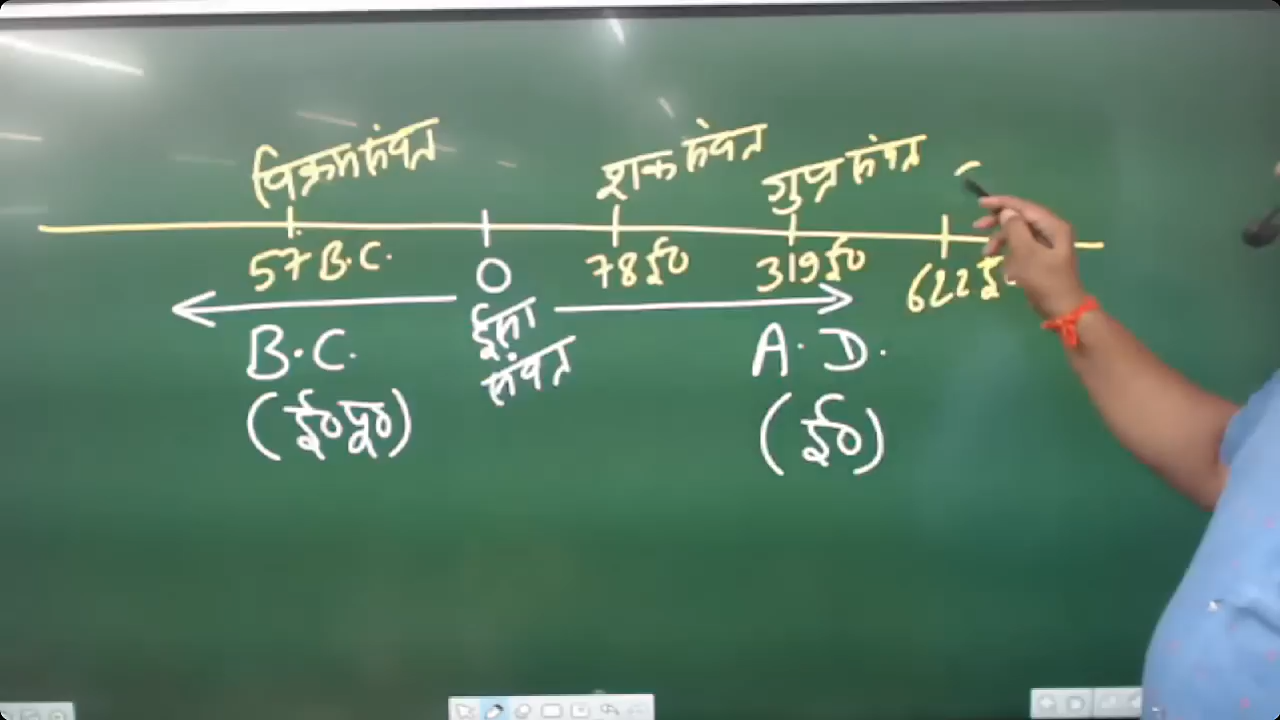 विक्रम संवत
शक संवत
गुप्त संवत
57 B.C.
0
78 ई०
319 ई०
622 ई०
ईसा
संवत
B.C.
(ई०पू०)
A.D.
(ई०)